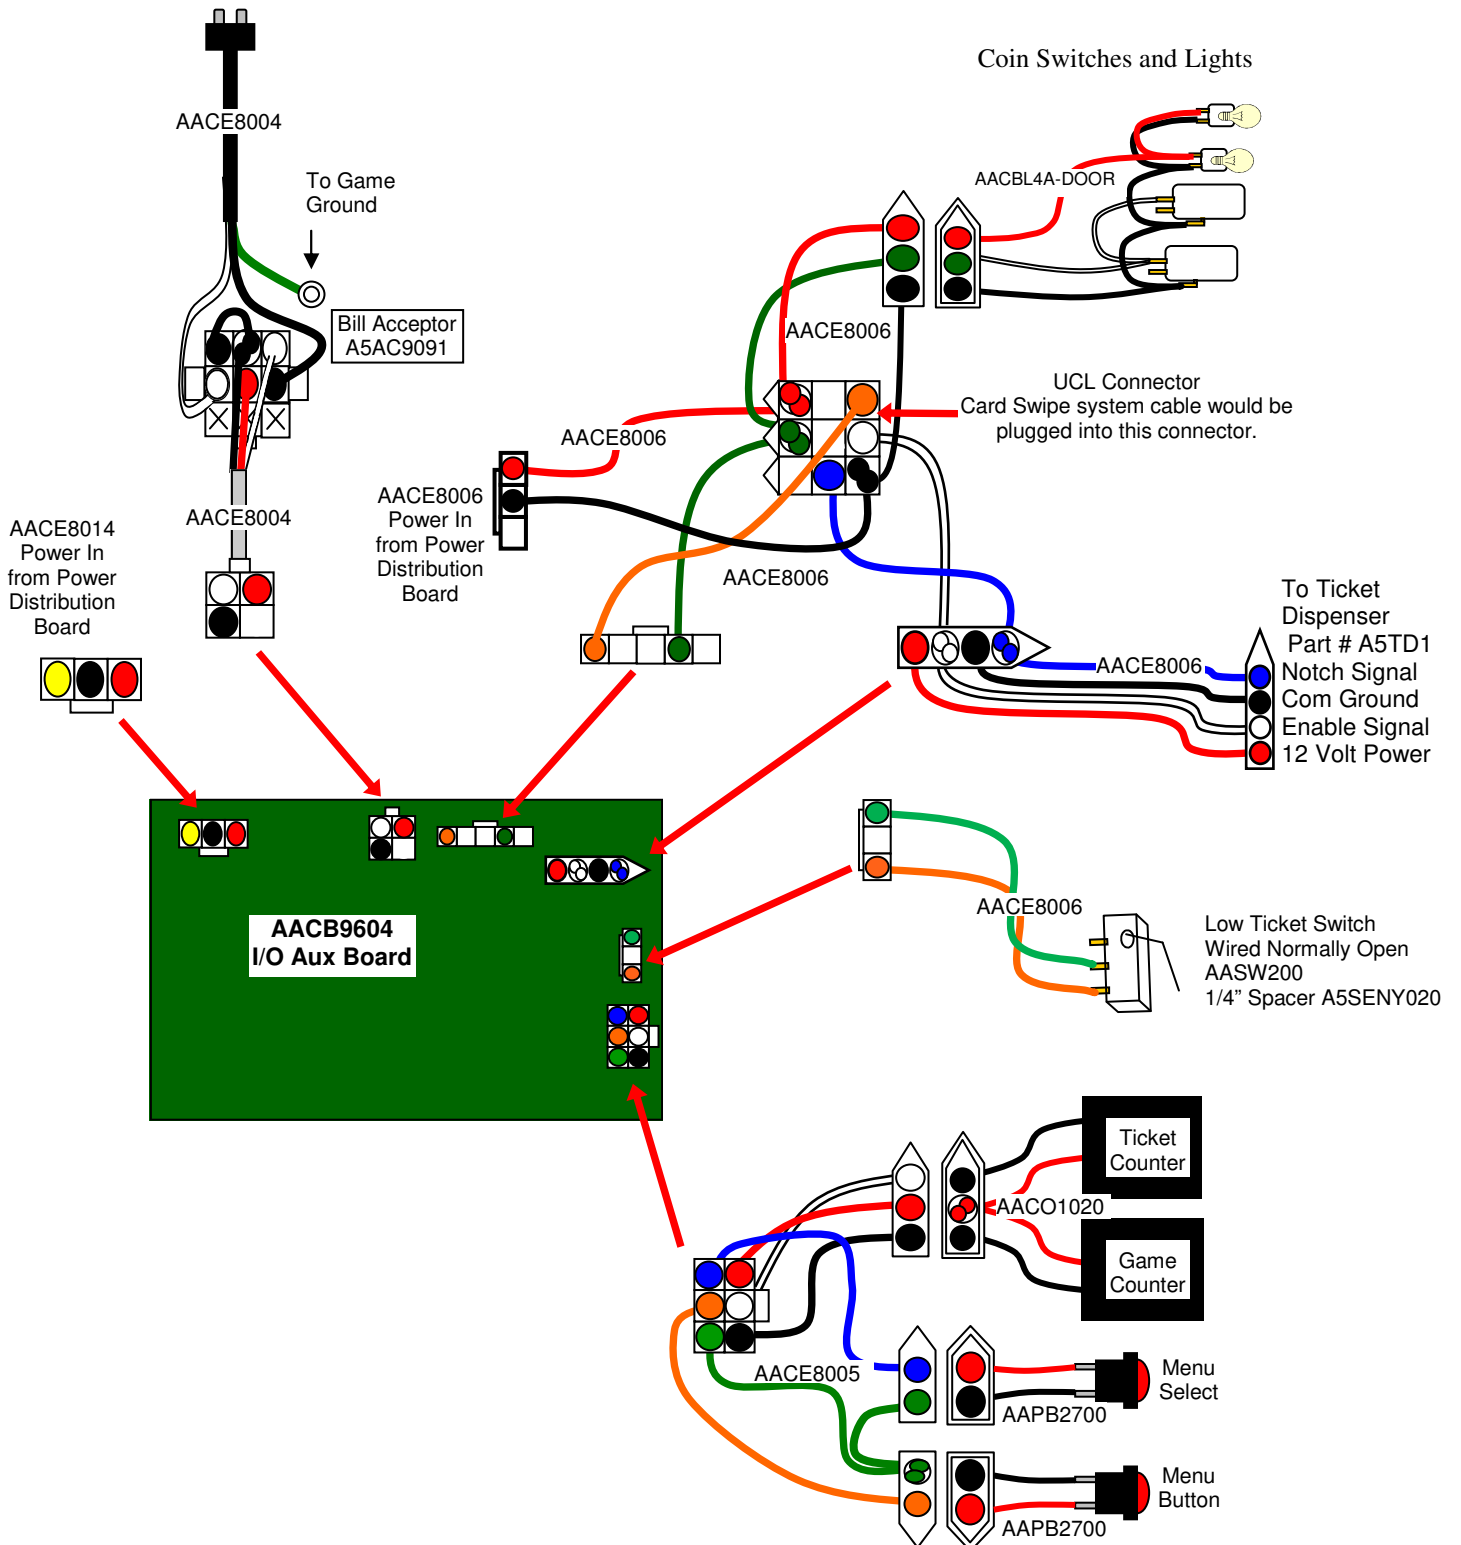 Coin Switches and Lights
AACE8004
To Game
Ground
AACBL4A-DOOR
Bill Acceptor
A5AC9091
AACE8006
UCL Connector
Card Swipe system cable would be
plugged into this connector.
AACE8006
AACE8006
Power In
from Power
Distribution
Board
AACE8004
AACE8014
Power In
from Power
Distribution
Board
AACE8006
To Ticket
Dispenser
Part # A5TD1
Notch Signal
Com Ground
Enable Signal
12 Volt Power
AACE8006
AACB9604
I/O Aux Board
AACE8006
Low Ticket Switch
Wired Normally Open
AASW200
1/4” Spacer A5SENY020
Ticket
Counter
AACO1020
Game
Counter
AACE8005
Menu
Select
AAPB2700
Menu
Button
AAPB2700